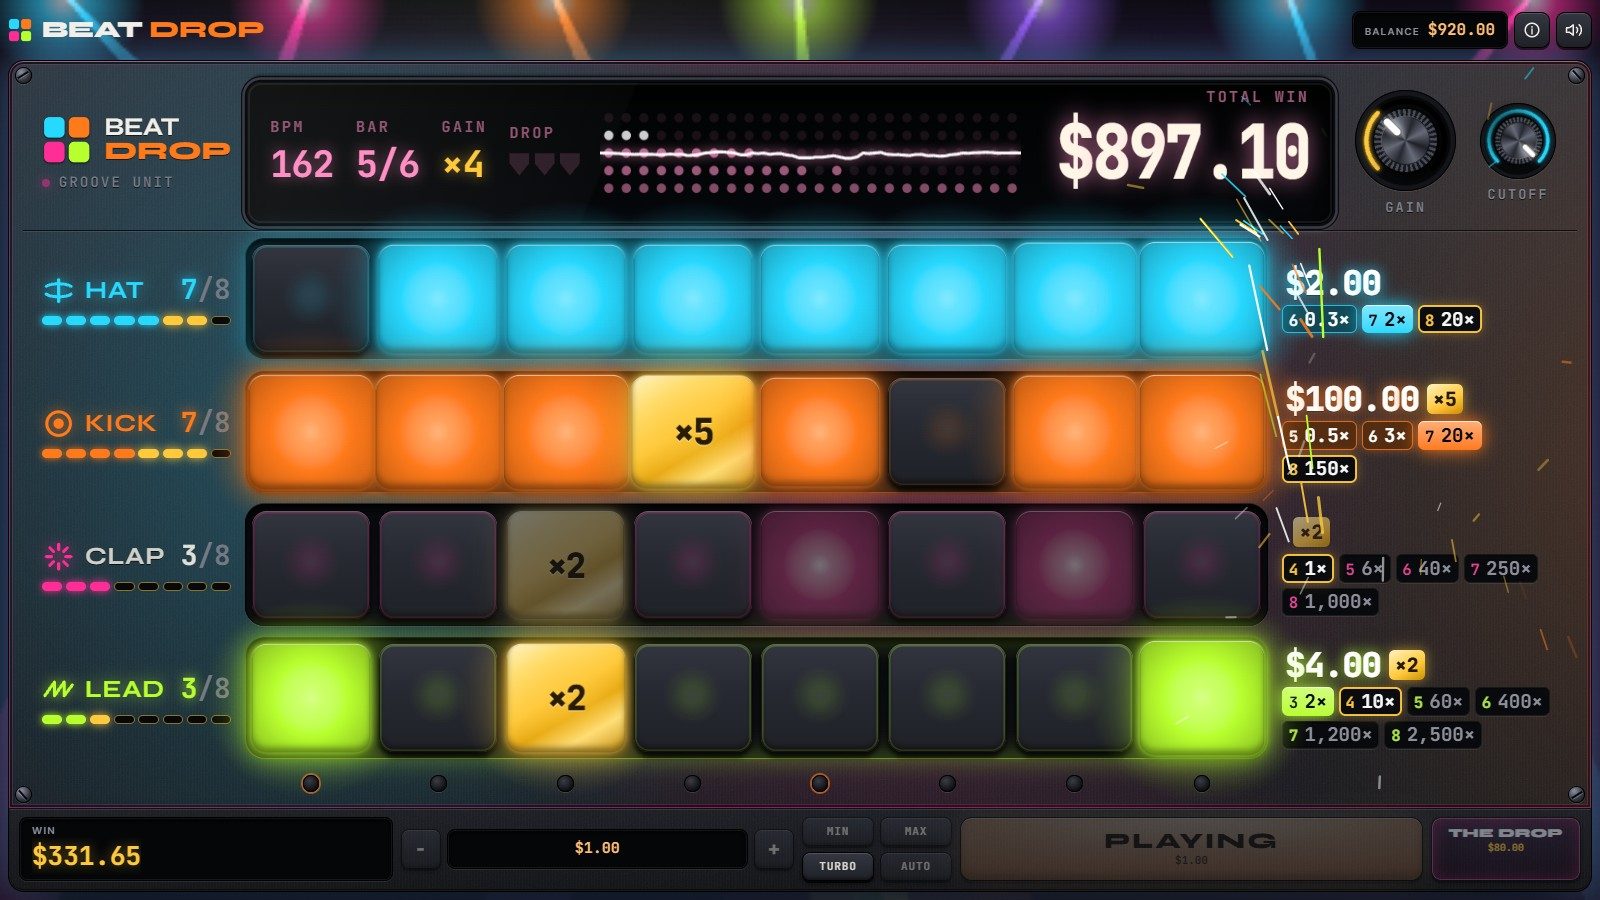 BEAT DROP
BALANCE $920.00
BEAT
DROP
GROOVE UNIT
BPM
162
BAR
5/6
GAIN
×4
DROP
TOTAL WIN
$897.10
GAIN
CUTOFF
HAT 7/8
$2.00
6 0.3× 7 2× 8 20×
KICK 7/8
×5
$100.00 ×5
5 0.5× 6 3× 7 20×
8 150×
CLAP 3/8
×2
×2
4 1× 5 6× 6 40× 7 250×
8 1,000×
LEAD 3/8
×2
$4.00 ×2
3 2× 4 10× 5 60× 6 400×
7 1,200× 8 2,500×
WIN
$331.65
-
$1.00
+
MIN MAX
TURBO AUTO
PLAYING
$1.00
THE DROP
$80.00